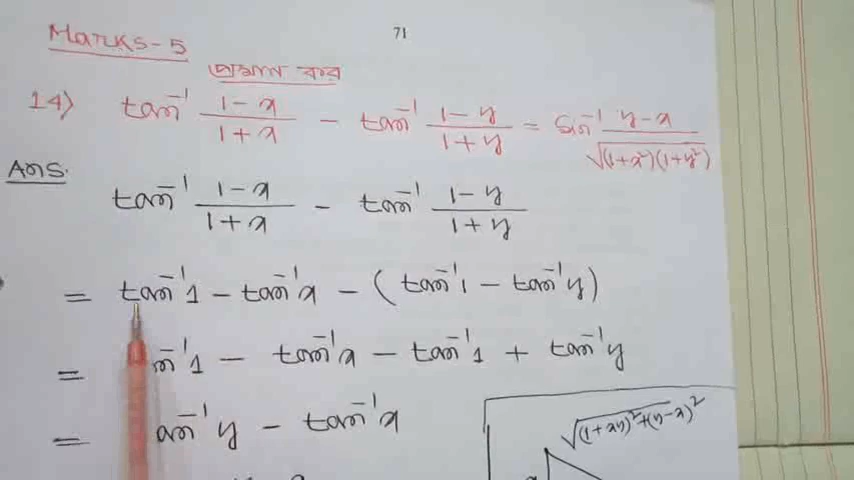 71
Marks-5
প্রমাণ কর
14) tan⁻¹ (1-x)/(1+x) - tan⁻¹ (1-y)/(1+y) = sin⁻¹ (y-x)/√((1+x²)(1+y²))
Ans.
tan⁻¹ (1-x)/(1+x) - tan⁻¹ (1-y)/(1+y)
= tan⁻¹1 - tan⁻¹x - (tan⁻¹1 - tan⁻¹y)
= n⁻¹1 - tan⁻¹x - tan⁻¹1 + tan⁻¹y
= an⁻¹y - tan⁻¹x
√(1+xy)²+(y-x)²